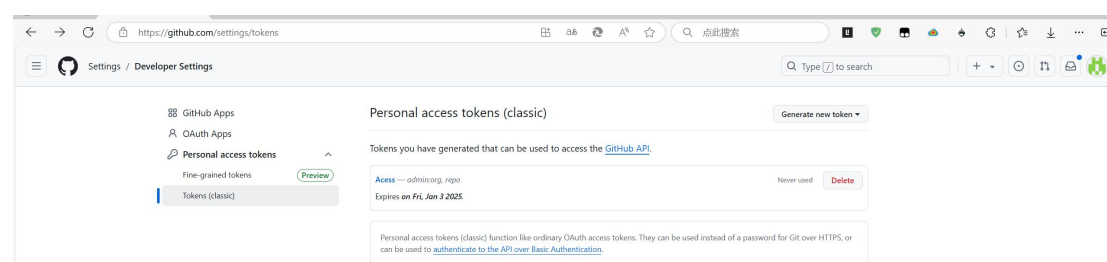 https://github.com/settings/tokens
点此搜索
Settings / Developer Settings
Type / to search
GitHub Apps
OAuth Apps
Personal access tokens
Fine-grained tokens Preview
Tokens (classic)
Personal access tokens (classic)
Generate new token
Tokens you have generated that can be used to access the GitHub API.
Acess — admin:org, repo
Never used Delete
Expires on Fri, Jan 3 2025.
Personal access tokens (classic) function like ordinary OAuth access tokens. They can be used instead of a password for Git over HTTPS, or
can be used to authenticate to the API over Basic Authentication.